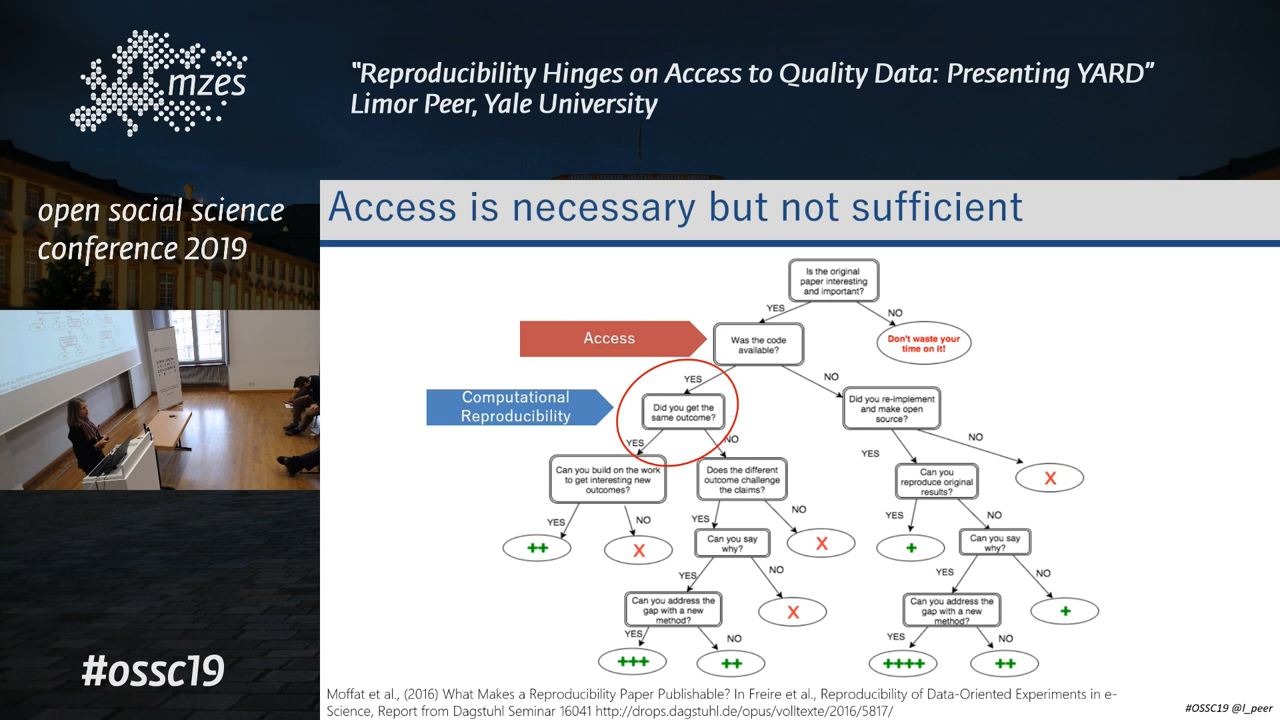 mzes
"Reproducibility Hinges on Access to Quality Data: Presenting YARD"
Limor Peer, Yale University
open social science
conference 2019
#ossc19
Access is necessary but not sufficient
Is the original
paper interesting
and important?
YES
NO
Access
Was the code
available?
Don't waste your
time on it!
YES
NO
Computational
Reproducibility
Did you get the
same outcome?
Did you re-implement
and make open
source?
YES
NO
YES
NO
Can you build on the work
to get interesting new
outcomes?
Does the different
outcome challenge
the claims?
Can you
reproduce original
results?
X
YES
NO
YES
NO
YES
NO
++
X
Can you say
why?
X
+
Can you say
why?
YES
NO
YES
NO
Can you address the
gap with a new
method?
X
Can you address the
gap with a new
method?
+
YES
NO
YES
NO
+++
++
++++
++
Moffat et al., (2016) What Makes a Reproducibility Paper Publishable? In Freire et al., Reproducibility of Data-Oriented Experiments in e-
Science, Report from Dagstuhl Seminar 16041 http://drops.dagstuhl.de/opus/volltexte/2016/5817/
#OSSC19 @l_peer